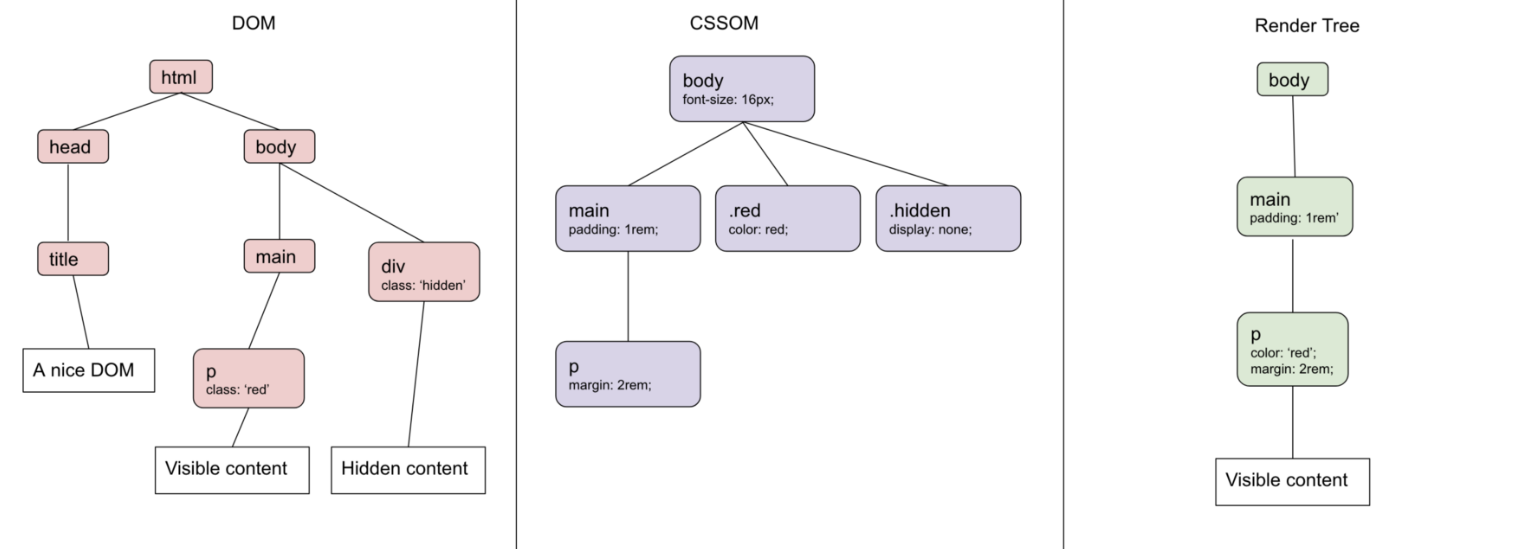 DOM
html
head
body
title
main
div
class: ‘hidden’
A nice DOM
p
class: ‘red’
Visible content
Hidden content
CSSOM
body
font-size: 16px;
main
padding: 1rem;
.red
color: red;
.hidden
display: none;
p
margin: 2rem;
Render Tree
body
main
padding: 1rem’
p
color: ‘red’;
margin: 2rem;
Visible content